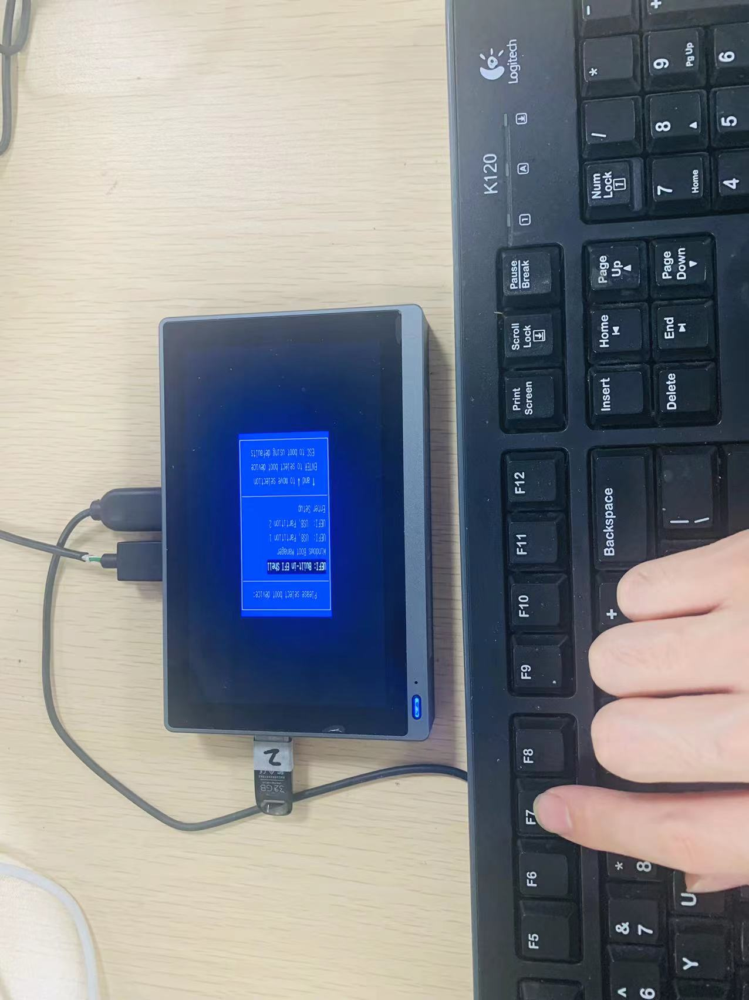 Please select boot device:
UEFI: Built-in EFI Shell
Windows Boot Manager
UEFI: USB, Partition 1
UEFI: USB, Partition 2
Enter Setup
↑ and ↓ to move selection
ENTER to select boot device
ESC to boot using defaults
2
32GB
Logitech
K120
1
A
Print
Screen
Scroll
Lock
Pause
Break
F5
F6
F7
F8
F9
F10
F11
F12
Insert
Home
Page
Up
Delete
End
Page
Down
Num
Lock
1
/
*
-
7
Home
8
9
Pg Up
+
4
5
6
^
6
&
7
*
8
+
Backspace
Y
U
|
\